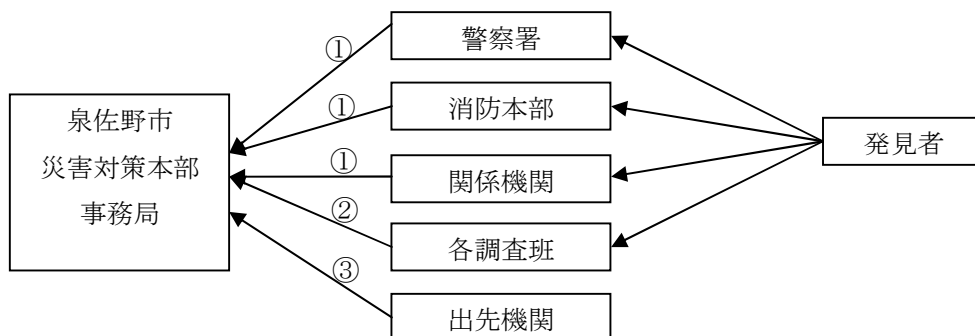 泉佐野市
災害対策本部
事務局
①
①
①
②
③
警察署
消防本部
関係機関
各調査班
出先機関
発見者